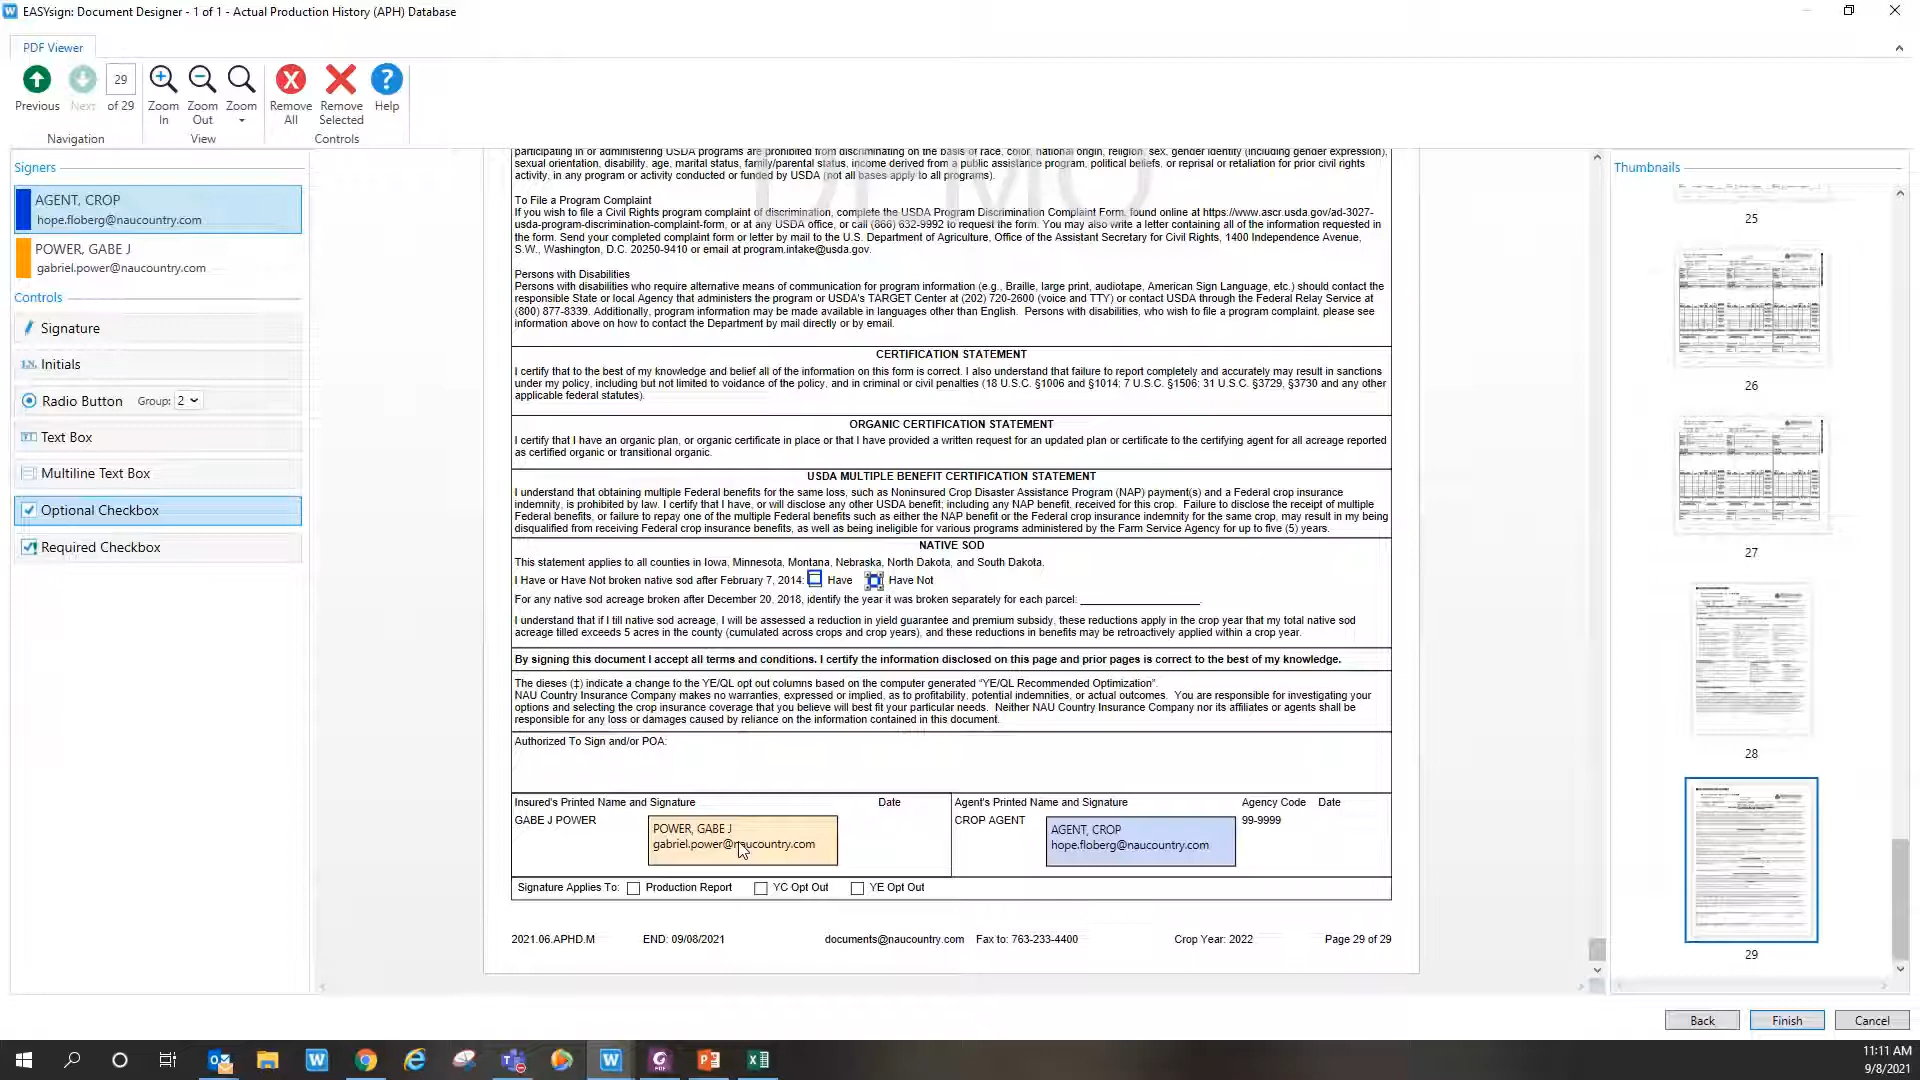 EASYsign: Document Designer - 1 of 1 - Actual Production History (APH) Database
PDF Viewer
Previous
Next
29
of 29
Zoom In
Zoom Out
Zoom
Remove All
Remove Selected
Help
Navigation
View
Controls
Signers
AGENT, CROP
hope.floberg@naucountry.com
POWER, GABE J
gabriel.power@naucountry.com
Controls
Signature
Initials
Radio Button Group: 2
Text Box
Multiline Text Box
Optional Checkbox
Required Checkbox
DEMO
participating in or administering USDA programs are prohibited from discriminating on the basis of race, color, national origin, religion, sex, gender identity (including gender expression),
sexual orientation, disability, age, marital status, family/parental status, income derived from a public assistance program, political beliefs, or reprisal or retaliation for prior civil rights
activity, in any program or activity conducted or funded by USDA (not all bases apply to all programs).
To File a Program Complaint
If you wish to file a Civil Rights program complaint of discrimination, complete the USDA Program Discrimination Complaint Form, found online at https://www.ascr.usda.gov/ad-3027-
usda-program-discrimination-complaint-form, or at any USDA office, or call (866) 632-9992 to request the form. You may also write a letter containing all of the information requested in
the form. Send your completed complaint form or letter by mail to the U.S. Department of Agriculture, Office of the Assistant Secretary for Civil Rights, 1400 Independence Avenue,
S.W., Washington, D.C. 20250-9410 or email at program.intake@usda.gov.
Persons with Disabilities
Persons with disabilities who require alternative means of communication for program information (e.g., Braille, large print, audiotape, American Sign Language, etc.) should contact the
responsible State or local Agency that administers the program or USDA's TARGET Center at (202) 720-2600 (voice and TTY) or contact USDA through the Federal Relay Service at
(800) 877-8339. Additionally, program information may be made available in languages other than English. Persons with disabilities, who wish to file a program complaint, please see
information above on how to contact the Department by mail directly or by email.
CERTIFICATION STATEMENT
I certify that to the best of my knowledge and belief all of the information on this form is correct. I also understand that failure to report completely and accurately may result in sanctions
under my policy, including but not limited to voidance of the policy, and in criminal or civil penalties (18 U.S.C. §1006 and §1014; 7 U.S.C. §1506; 31 U.S.C. §3729, §3730 and any other
applicable federal statutes).
ORGANIC CERTIFICATION STATEMENT
I certify that I have an organic plan, or organic certificate in place or that I have provided a written request for an updated plan or certificate to the certifying agent for all acreage reported
as certified organic or transitional organic.
USDA MULTIPLE BENEFIT CERTIFICATION STATEMENT
I understand that obtaining multiple Federal benefits for the same loss, such as Noninsured Crop Disaster Assistance Program (NAP) payment(s) and a Federal crop insurance
indemnity, is prohibited by law. I certify that I have, or will disclose any other USDA benefit; including any NAP benefit, received for this crop. Failure to disclose the receipt of multiple
Federal benefits, or failure to repay one of the multiple Federal benefits such as either the NAP benefit or the Federal crop insurance indemnity for the same crop, may result in my being
disqualified from receiving Federal crop insurance benefits, as well as being ineligible for various programs administered by the Farm Service Agency for up to five (5) years.
NATIVE SOD
This statement applies to all counties in Iowa, Minnesota, Montana, Nebraska, North Dakota, and South Dakota.
I Have or Have Not broken native sod after February 7, 2014: Have Have Not
For any native sod acreage broken after December 20, 2018, identify the year it was broken separately for each parcel: ____________________.
I understand that if I till native sod acreage, I will be assessed a reduction in yield guarantee and premium subsidy, these reductions apply in the crop year that my total native sod
acreage tilled exceeds 5 acres in the county (cumulated across crops and crop years), and these reductions in benefits may be retroactively applied within a crop year.
By signing this document I accept all terms and conditions. I certify the information disclosed on this page and prior pages is correct to the best of my knowledge.
The dieses (‡) indicate a change to the YE/QL opt out columns based on the computer generated “YE/QL Recommended Optimization”.
NAU Country Insurance Company makes no warranties, expressed or implied, as to profitability, potential indemnities, or actual outcomes. You are responsible for investigating your
options and selecting the crop insurance coverage that you believe will best fit your particular needs. Neither NAU Country Insurance Company nor its affiliates or agents shall be
responsible for any loss or damages caused by reliance on the information contained in this document.
Authorized To Sign and/or POA:
Insured's Printed Name and Signature Date Agent's Printed Name and Signature Agency Code Date
GABE J POWER
POWER, GABE J
gabriel.power@naucountry.com
CROP AGENT
AGENT, CROP
hope.floberg@naucountry.com
99-9999
Signature Applies To: Production Report YC Opt Out YE Opt Out
2021.06.APHD.M END: 09/08/2021 documents@naucountry.com Fax to: 763-233-4400 Crop Year: 2022 Page 29 of 29
Thumbnails
25
26
27
28
29
Back
Finish
Cancel
11:11 AM
9/8/2021